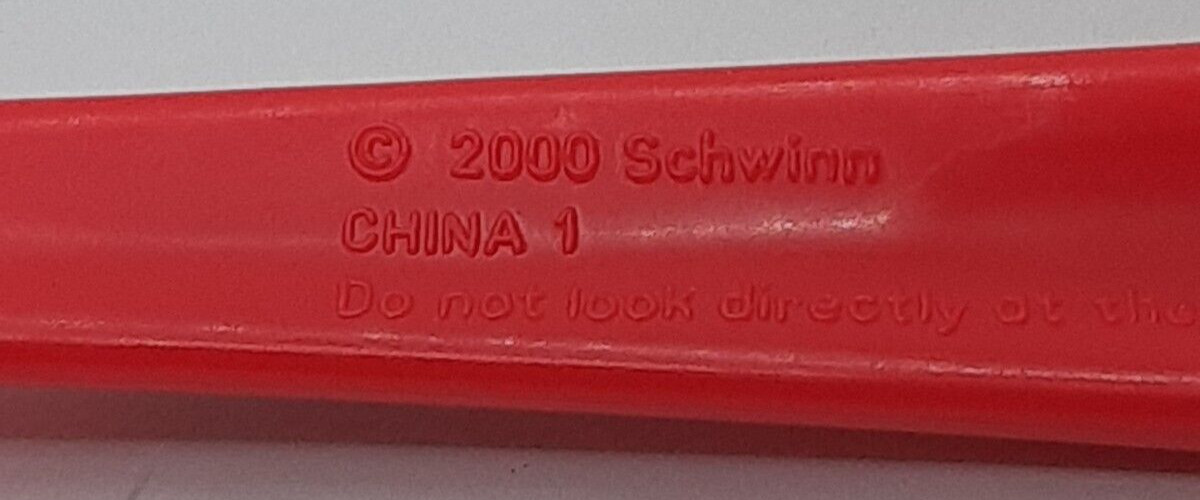 © 2000 Schwinn
CHINA 1
Do not look directly at the